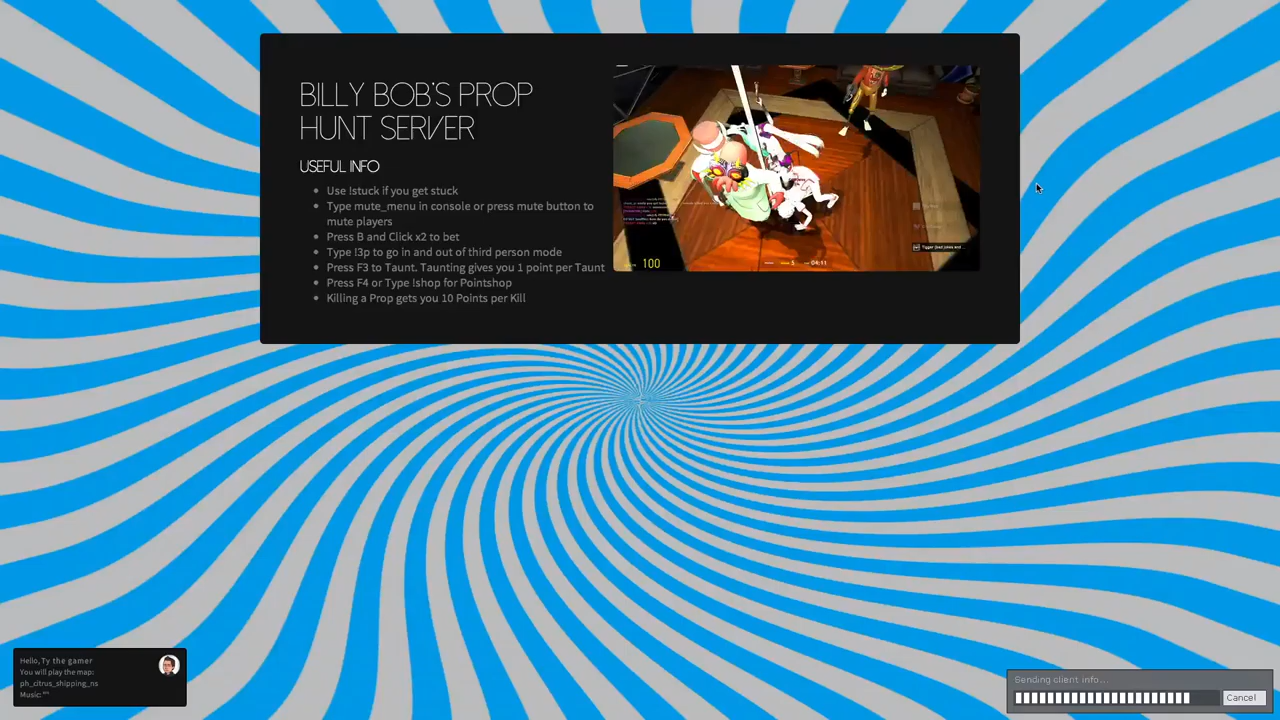 BILLY BOB'S PROP
HUNT SERVER
USEFUL INFO
Use !stuck if you get stuck
Type mute_menu in console or press mute button to
mute players
Press B and Click x2 to bet
Type !3p to go in and out of third person mode
Press F3 to Taunt. Taunting gives you 1 point per Taunt
Press F4 or Type !shop for Pointshop
Killing a Prop gets you 10 Points per Kill
100
5
04:11
Hello, Ty the gamer
You will play the map:
ph_citrus_shipping_ns
Music: ""
Sending client info...
Cancel